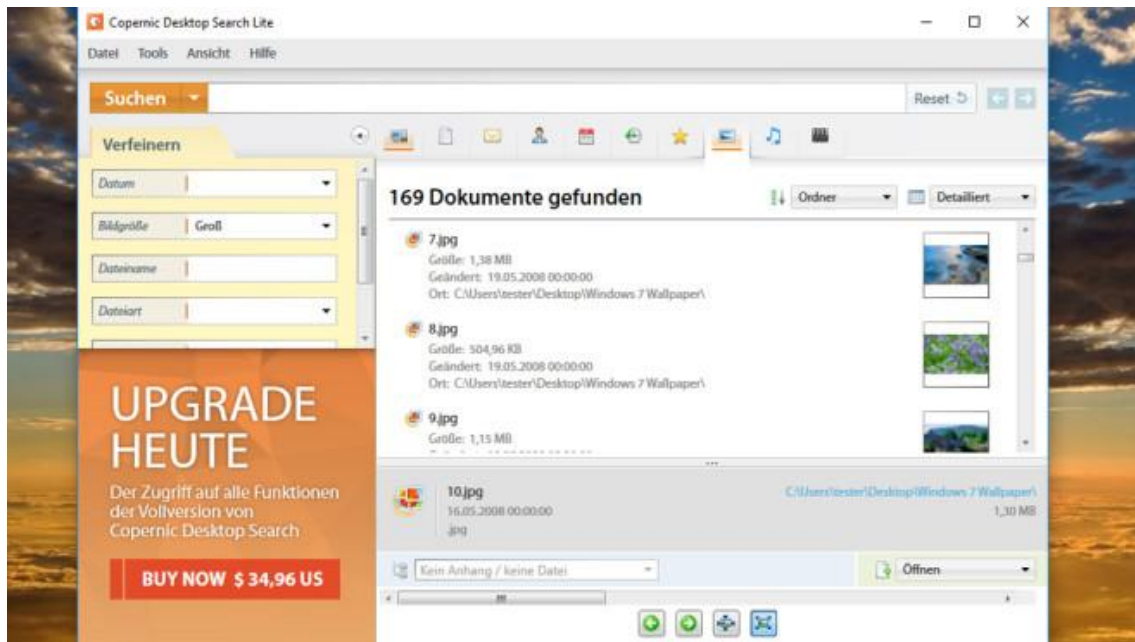 Copernic Desktop Search Lite
Datei Tools Ansicht Hilfe
Suchen
Reset
Verfeinern
Datum
Bildgröße Groß
Dateiname
Dateiart
UPGRADE
HEUTE
Der Zugriff auf alle Funktionen
der Vollversion von
Copernic Desktop Search
BUY NOW $ 34,96 US
169 Dokumente gefunden
Ordner
Detailliert
7.jpg
Größe: 1,38 MB
Geändert: 19.05.2008 00:00:00
Ort: C:\Users\tester\Desktop\Windows 7 Wallpaper\
8.jpg
Größe: 504,96 KB
Geändert: 19.05.2008 00:00:00
Ort: C:\Users\tester\Desktop\Windows 7 Wallpaper\
9.jpg
Größe: 1,15 MB
10.jpg
C:\Users\tester\Desktop\Windows 7 Wallpaper\
16.05.2008 00:00:00
1,30 MB
.jpg
Kein Anhang / keine Datei
Öffnen